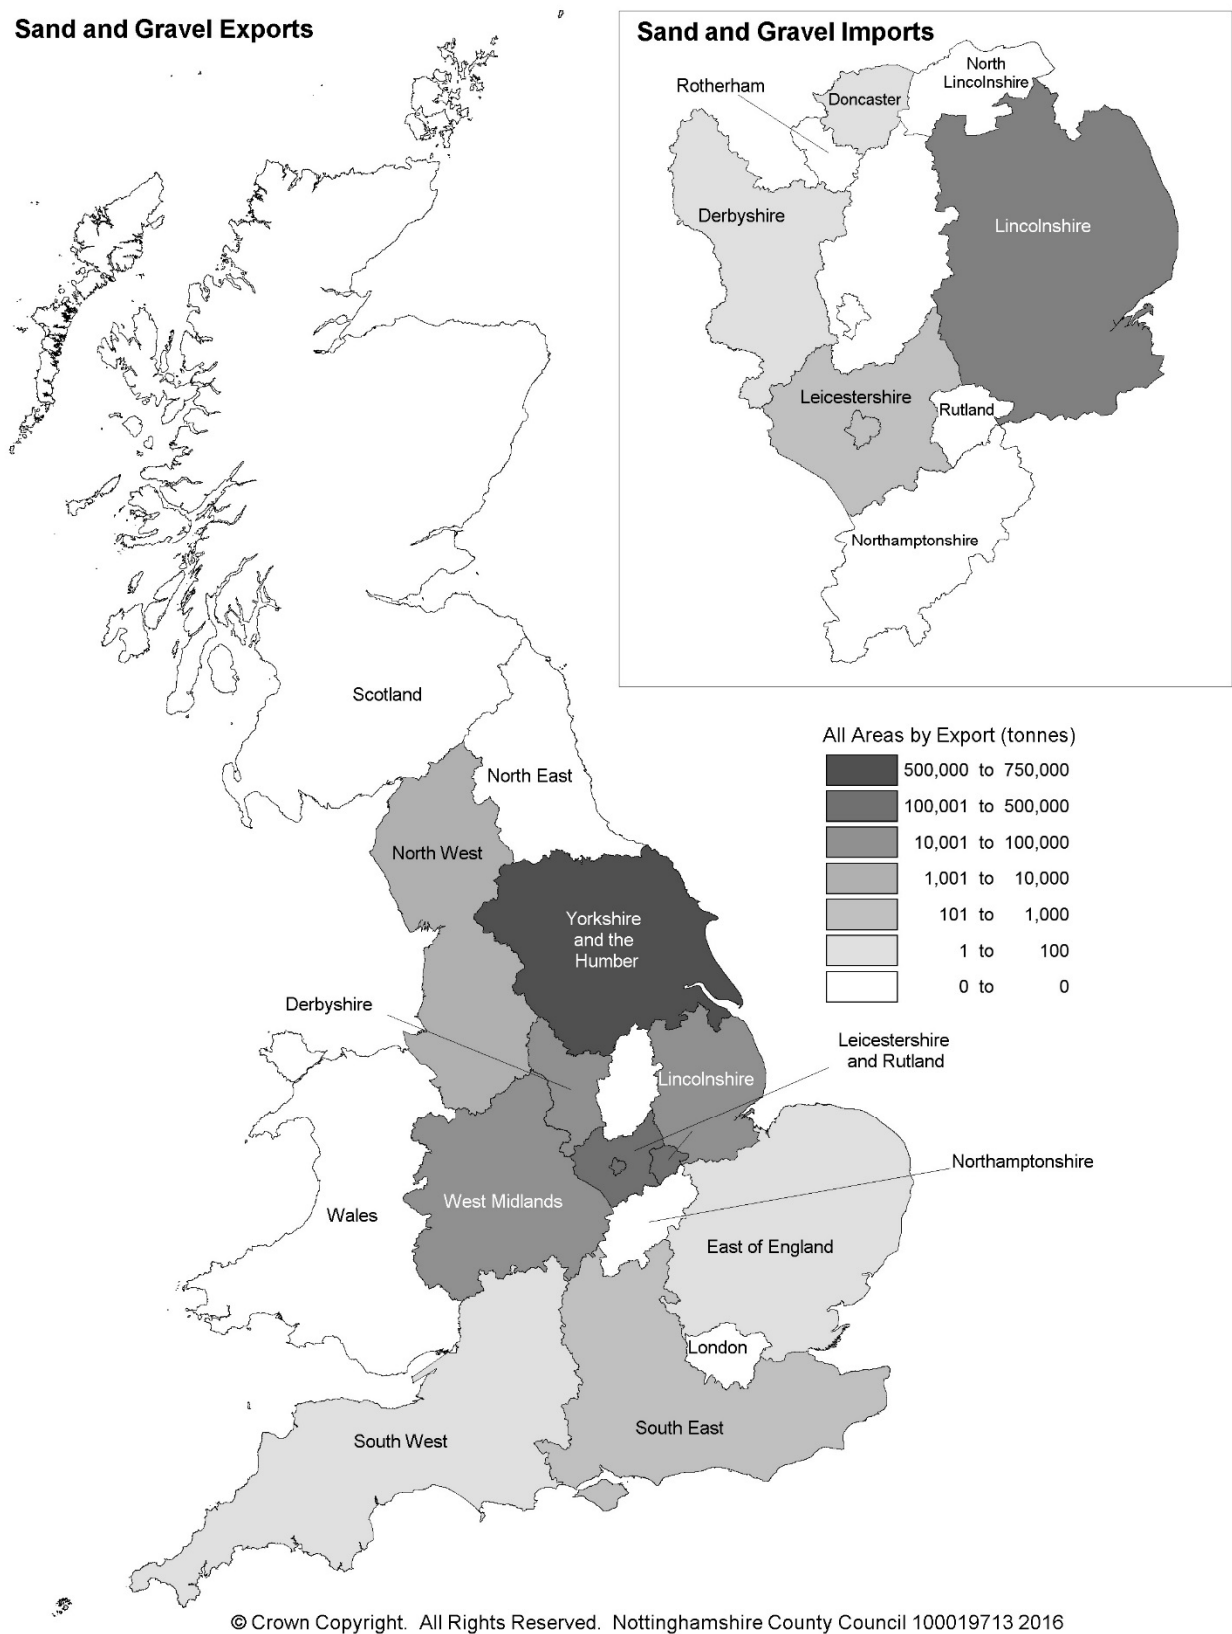 Sand and Gravel Exports
Sand and Gravel Imports
North
Lincolnshire
Rotherham
Doncaster
Derbyshire
Lincolnshire
Leicestershire
Rutland
Northamptonshire
Scotland
North East
North West
Yorkshire
and the
Humber
Derbyshire
Lincolnshire
Leicestershire
and Rutland
Northamptonshire
West Midlands
Wales
East of England
London
South East
South West
All Areas by Export (tonnes)
500,000 to 750,000
100,001 to 500,000
10,001 to 100,000
1,001 to 10,000
101 to 1,000
1 to 100
0 to 0
© Crown Copyright. All Rights Reserved. Nottinghamshire County Council 100019713 2016